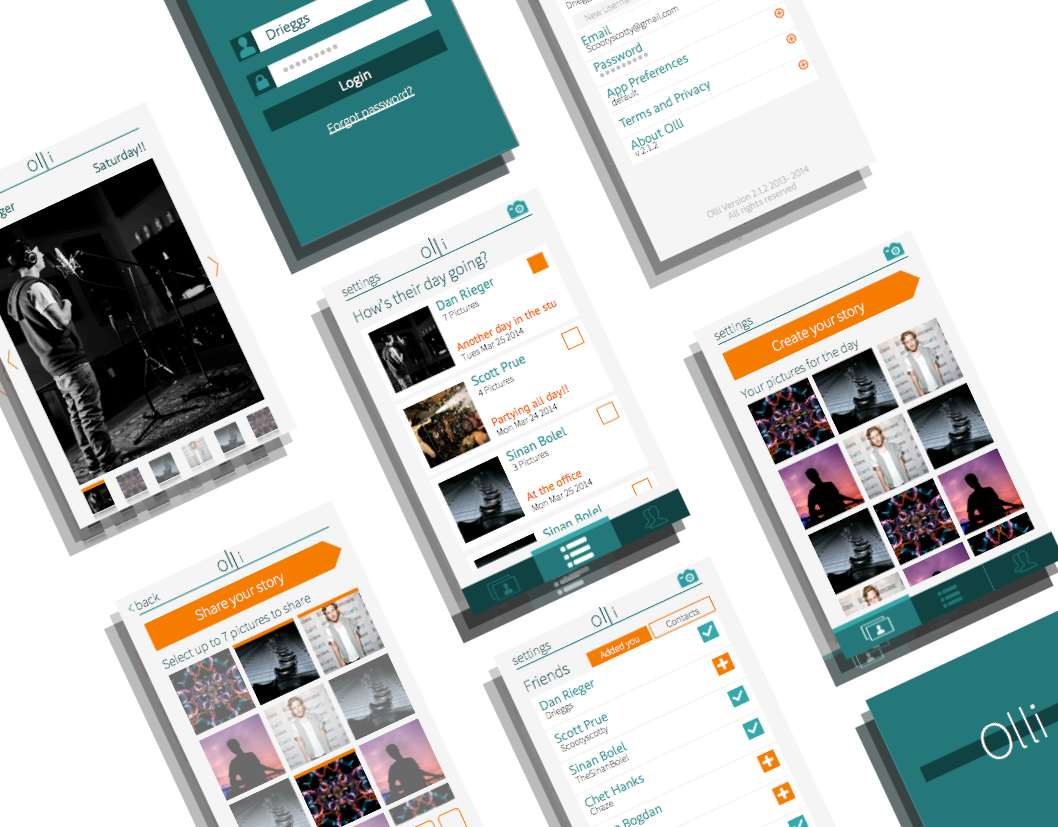 Drieggs
Login
Forgot password?
New Username
Email
Scootyscotty@gmail.com
Password
App Preferences
default
Terms and Privacy
About Olli
v 2.1.2
Olli Version 2.1.2 2013- 2014
All rights reserved
Olli
Saturday!!
settings
Olli
How's their day going?
Dan Rieger
7 Pictures
Another day in the stu
Tues Mar 25 2014
Scott Prue
4 Pictures
Partying all day!!
Mon Mar 24 2014
Sinan Bolel
3 Pictures
At the office
Mon Mar 25 2014
Sinan Bolel
settings
Create your story
Your pictures for the day
Olli
back
Share your story
Select up to 7 pictures to share
settings
Olli
Friends
Added you
Contacts
Dan Rieger
Drieggs
Scott Prue
Scootyscotty
Sinan Bolel
TheSinanBolel
Chet Hanks
Chaze
Bogdan
Olli